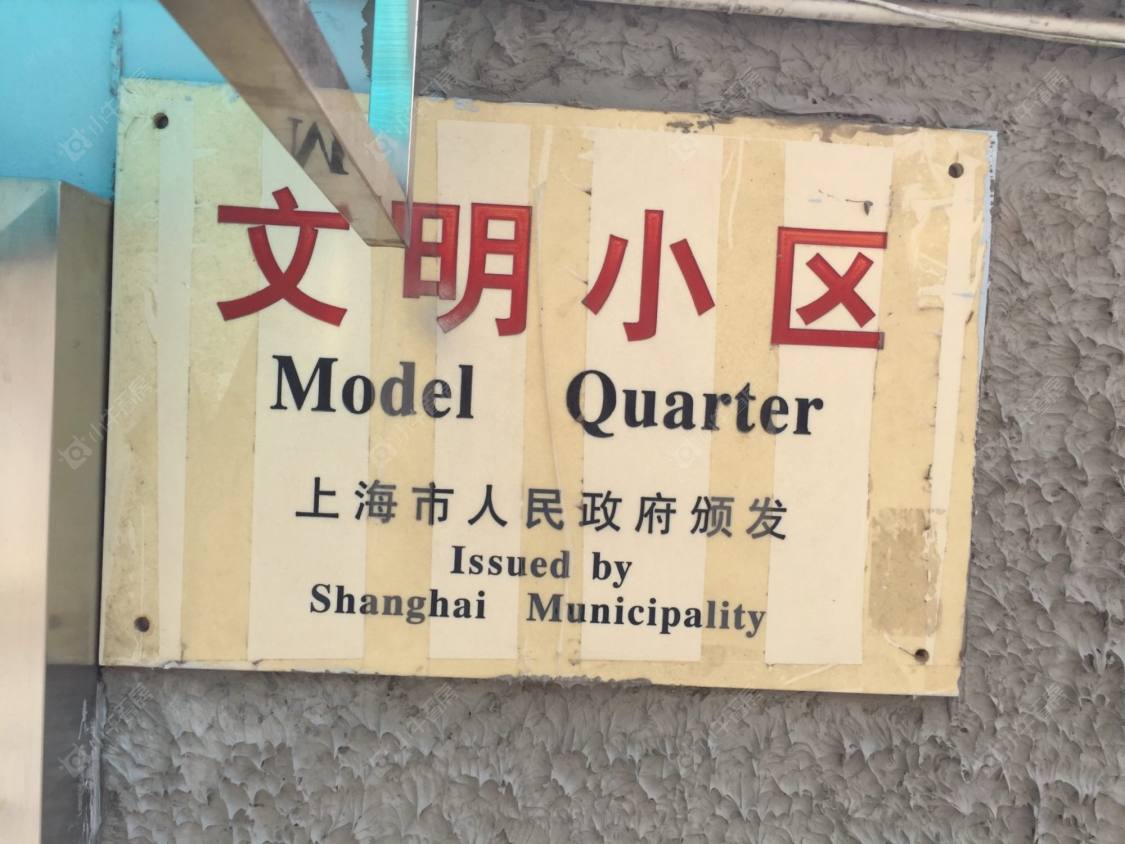 文明小区
Model Quarter
上海市人民政府颁发
Issued by
Shanghai Municipality